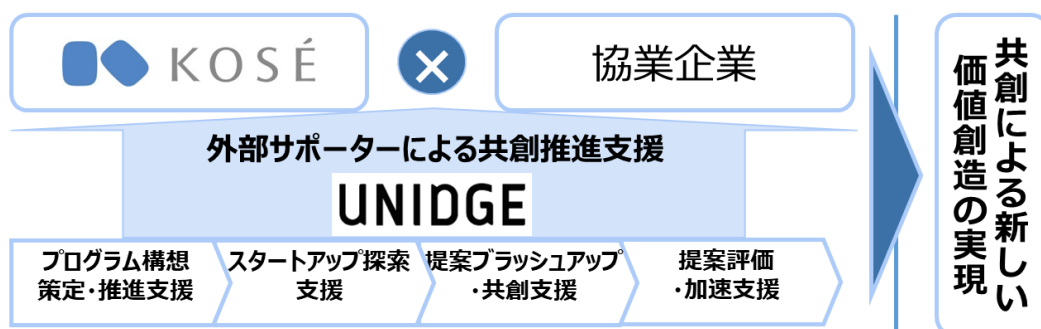 KOSÉ
×
協業企業
外部サポーターによる共創推進支援
UNIDGE
プログラム構想
策定・推進支援
スタートアップ探索
支援
提案ブラッシュアップ
・共創支援
提案評価
・加速支援
共創による新しい
価値創造の実現